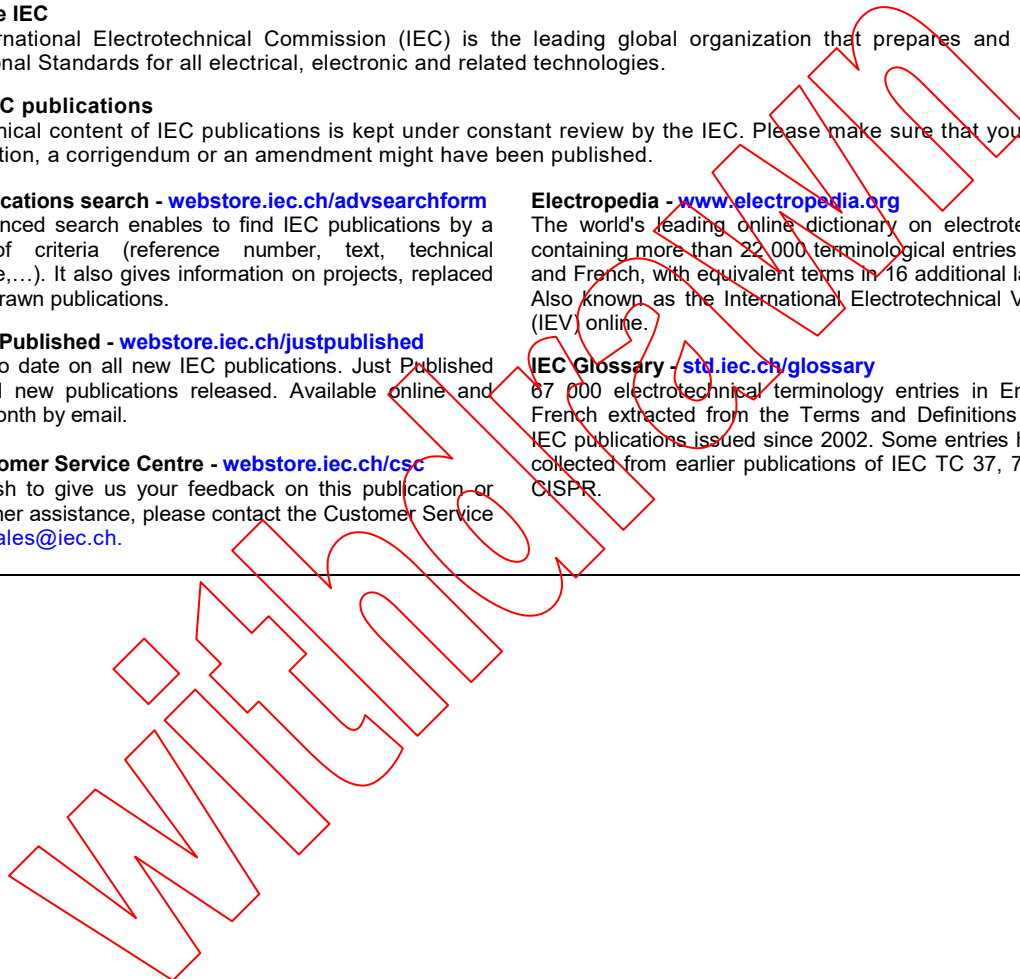 e IEC
rnational Electrotechnical Commission (IEC) is the leading global organization that prepares and
onal Standards for all electrical, electronic and related technologies.
C publications
nical content of IEC publications is kept under constant review by the IEC. Please make sure that you
tion, a corrigendum or an amendment might have been published.
cations search - webstore.iec.ch/advsearchform
nced search enables to find IEC publications by a
of criteria (reference number, text, technical
e,…). It also gives information on projects, replaced
rawn publications.
Published - webstore.iec.ch/justpublished
o date on all new IEC publications. Just Published
l new publications released. Available online and
onth by email.
omer Service Centre - webstore.iec.ch/csc
sh to give us your feedback on this publication or
her assistance, please contact the Customer Service
ales@iec.ch.
Electropedia - www.electropedia.org
The world's leading online dictionary on electrote
containing more than 22 000 terminological entries
and French, with equivalent terms in 16 additional la
Also known as the International Electrotechnical V
(IEV) online.
IEC Glossary - std.iec.ch/glossary
67 000 electrotechnical terminology entries in En
French extracted from the Terms and Definitions
IEC publications issued since 2002. Some entries h
collected from earlier publications of IEC TC 37, 7
CISPR.
withdrawn